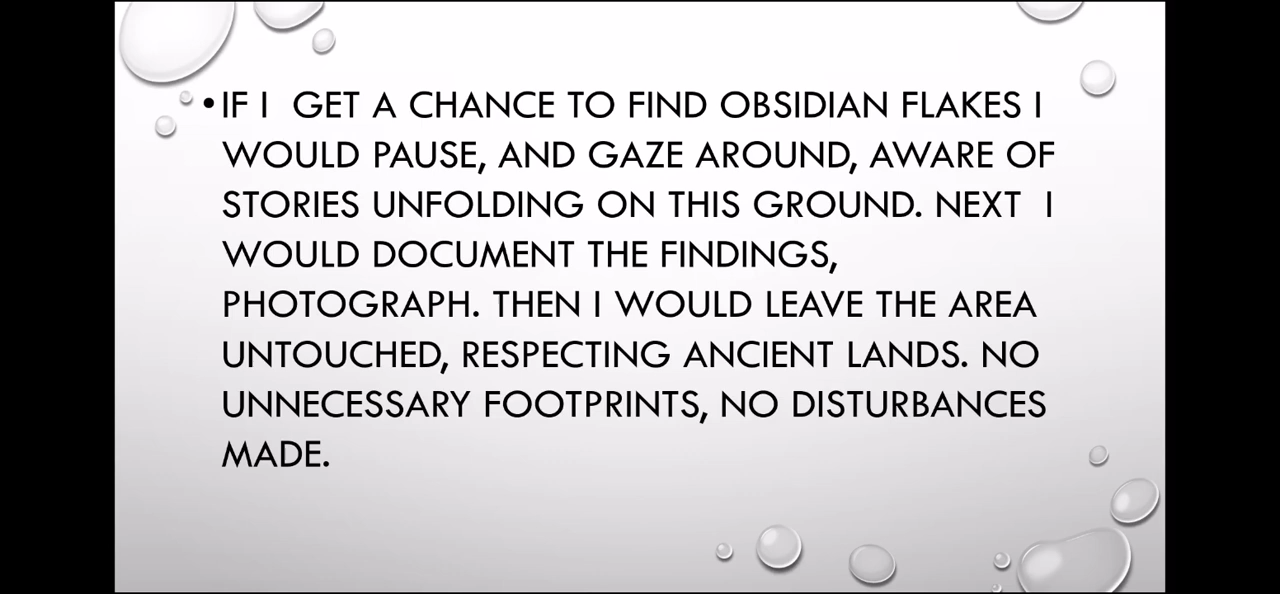 •IF I  GET A CHANCE TO FIND OBSIDIAN FLAKES I
WOULD PAUSE, AND GAZE AROUND, AWARE OF
STORIES UNFOLDING ON THIS GROUND. NEXT  I
WOULD DOCUMENT THE FINDINGS,
PHOTOGRAPH. THEN I WOULD LEAVE THE AREA
UNTOUCHED, RESPECTING ANCIENT LANDS. NO
UNNECESSARY FOOTPRINTS, NO DISTURBANCES
MADE.